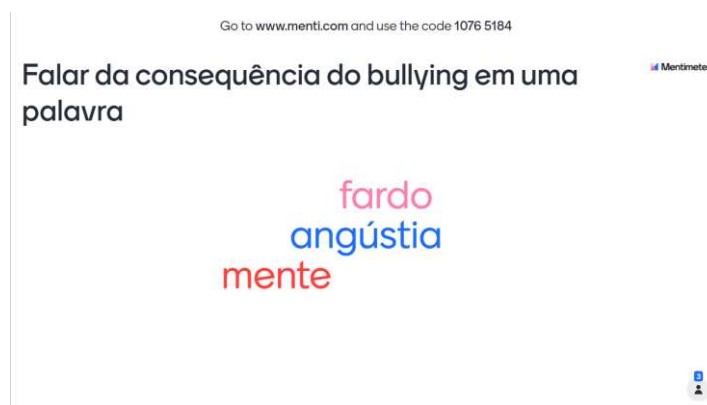 Go to www.menti.com and use the code 1076 5184
Falar da consequência do bullying em uma
palavra
Mentimete
fardo
angústia
mente
3